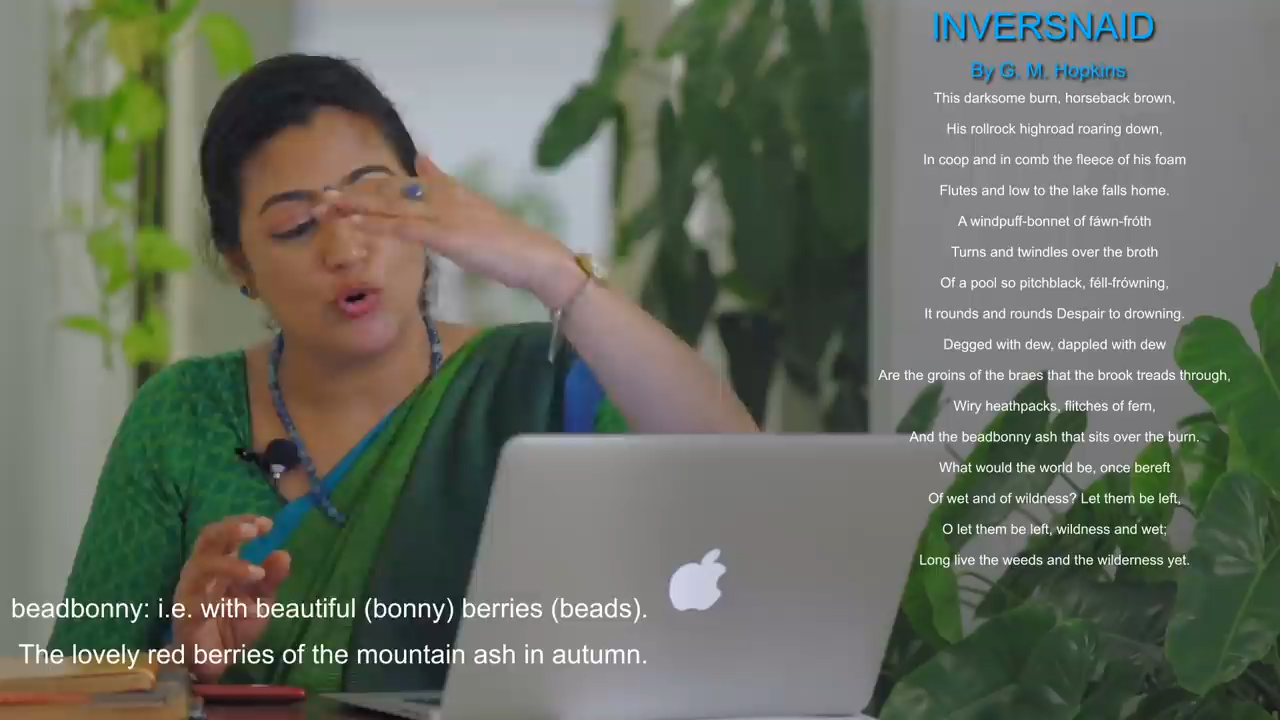 INVERSNAID
By G. M. Hopkins
This darksome burn, horseback brown,
His rollrock highroad roaring down,
In coop and in comb the fleece of his foam
Flutes and low to the lake falls home.
A windpuff-bonnet of fáwn-fróth
Turns and twindles over the broth
Of a pool so pitchblack, féll-frówning,
It rounds and rounds Despair to drowning.
Degged with dew, dappled with dew
Are the groins of the braes that the brook treads through,
Wiry heathpacks, flitches of fern,
And the beadbonny ash that sits over the burn.
What would the world be, once bereft
Of wet and of wildness? Let them be left,
O let them be left, wildness and wet;
Long live the weeds and the wilderness yet.
beadbonny: i.e. with beautiful (bonny) berries (beads).
The lovely red berries of the mountain ash in autumn.